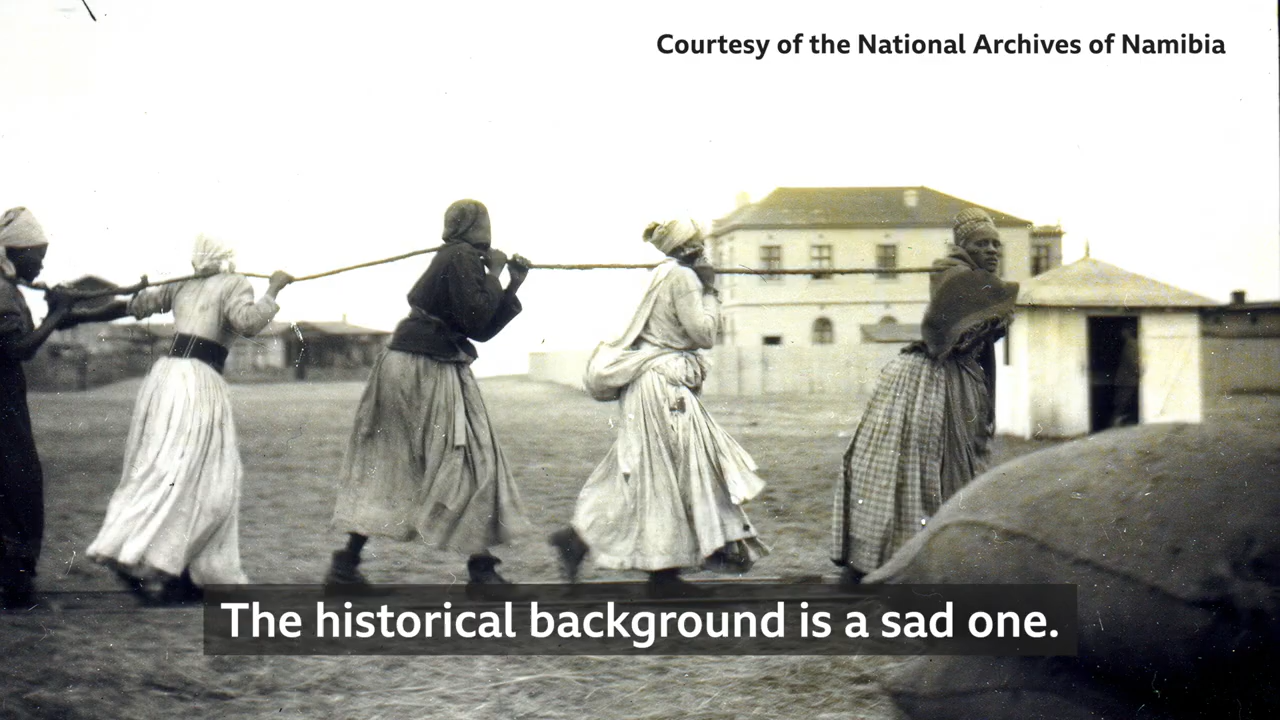 Courtesy of the National Archives of Namibia
The historical background is a sad one.